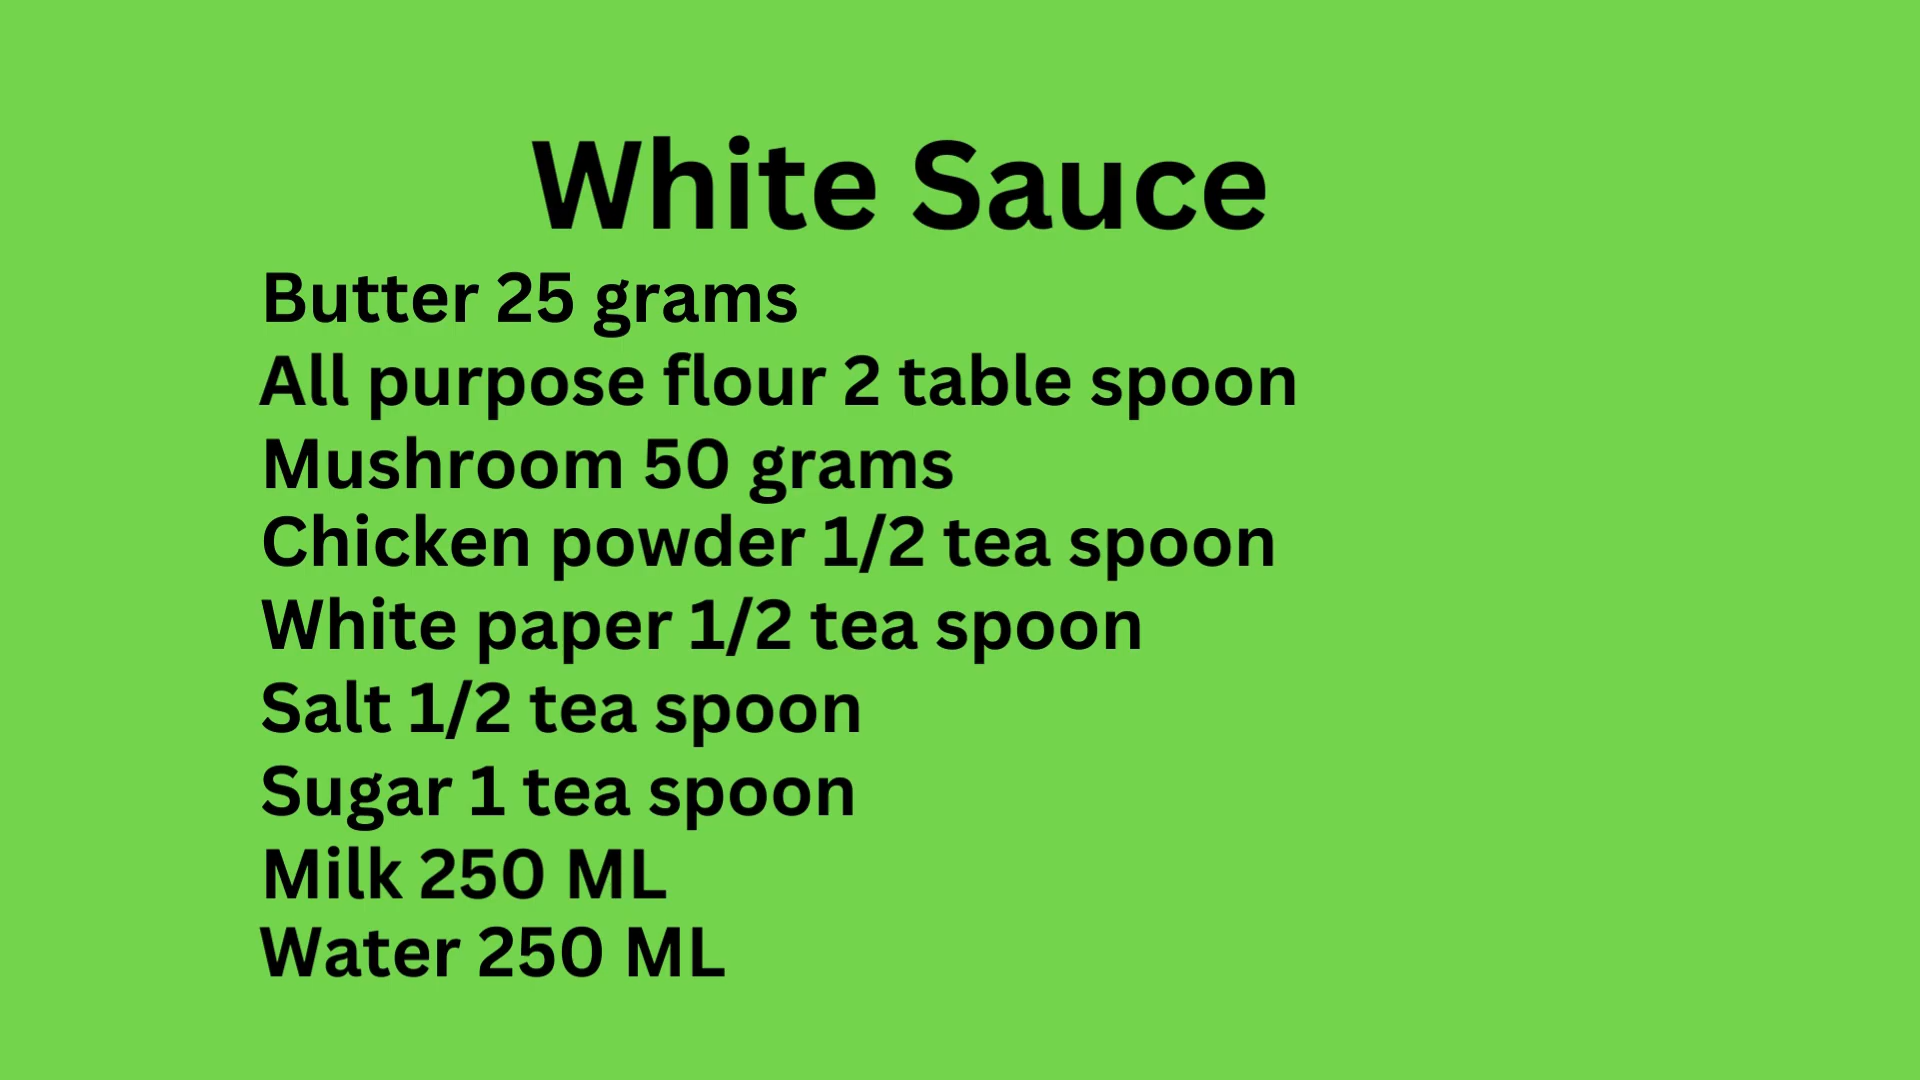 White Sauce
Butter 25 grams
All purpose flour 2 table spoon
Mushroom 50 grams
Chicken powder 1/2 tea spoon
White paper 1/2 tea spoon
Salt 1/2 tea spoon
Sugar 1 tea spoon
Milk 250 ML
Water 250 ML